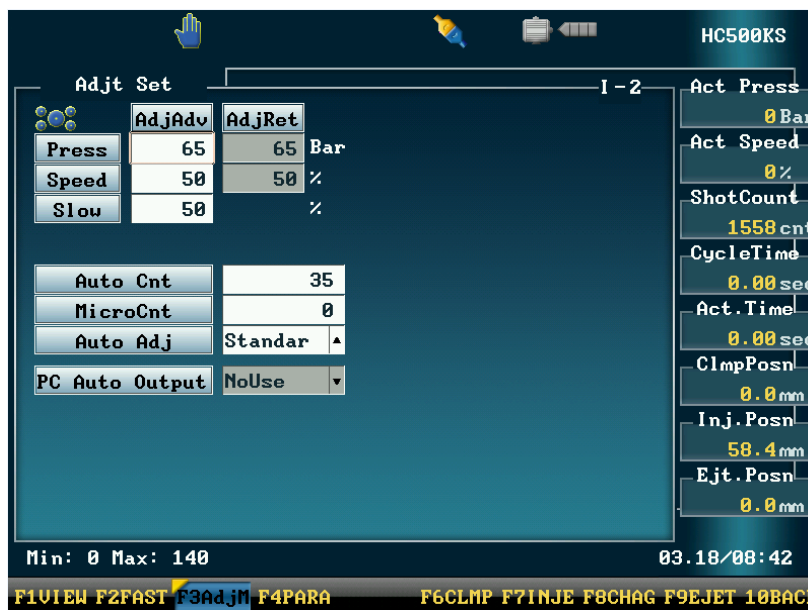 HC500KS
Adjt Set
I-2
AdjAdv AdjRet
Press 65 65 Bar
Speed 50 50 %
Slow 50 %
Auto Cnt 35
MicroCnt 0
Auto Adj Standar
PC Auto Output NoUse
Act Press
0 Bar
Act Speed
0%
ShotCount
1558 cnt
CycleTime
0.00 sec
Act.Time
0.00 sec
ClmpPosn
0.0 mm
Inj.Posn
58.4 mm
Ejt.Posn
0.0 mm
Min: 0 Max: 140
03.18/08:42
F1VIEW F2FAST F3AdjM F4PARA F6CLMP F7INJE F8CHAG F9EJET 10BAC